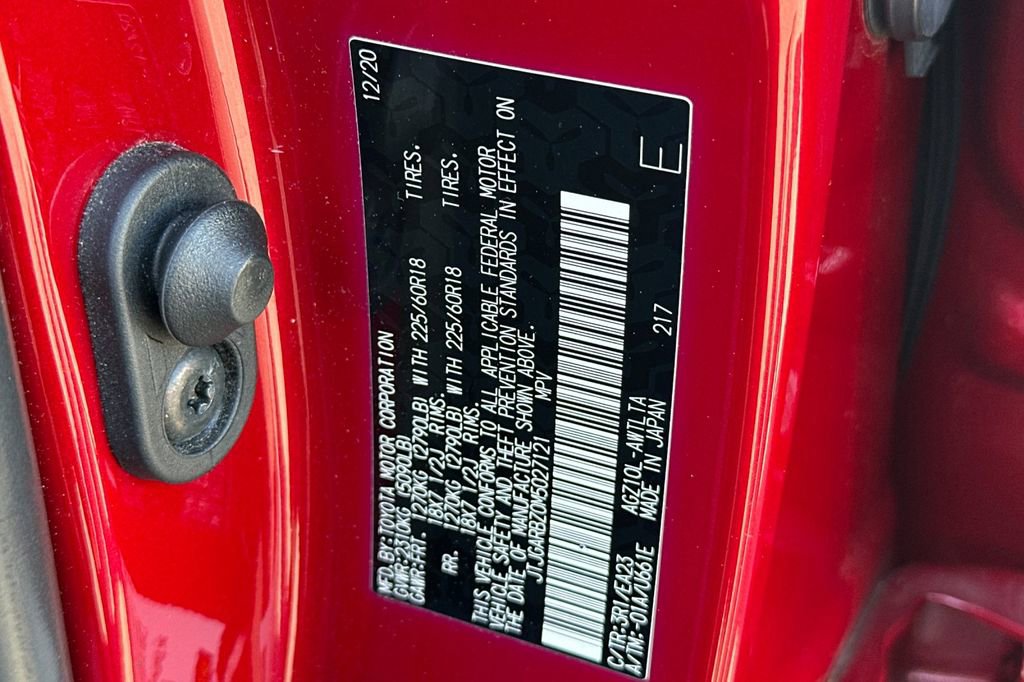 12/20
MFD.BY:TOYOTA MOTOR CORPORATION
GVWR:2310KG (5090LB)
GAWR:FRT. 1270KG (2790LB) WITH 225/60R18 TIRES.
18X7 1/2J RIMS.
RR. 1270KG (2790LB) WITH 225/60R18 TIRES.
18X7 1/2J RIMS.
THIS VEHICLE CONFORMS TO ALL APPLICABLE FEDERAL MOTOR
VEHICLE SAFETY AND THEFT PREVENTION STANDARDS IN EFFECT ON
THE DATE OF MANUFACTURE SHOWN ABOVE.
JTJGARBZ0M5027121 MPV
C/TR:3R1/EA23 AGZ10L-AWTLTA 217 E
A/TM:-01A/U661E MADE IN JAPAN